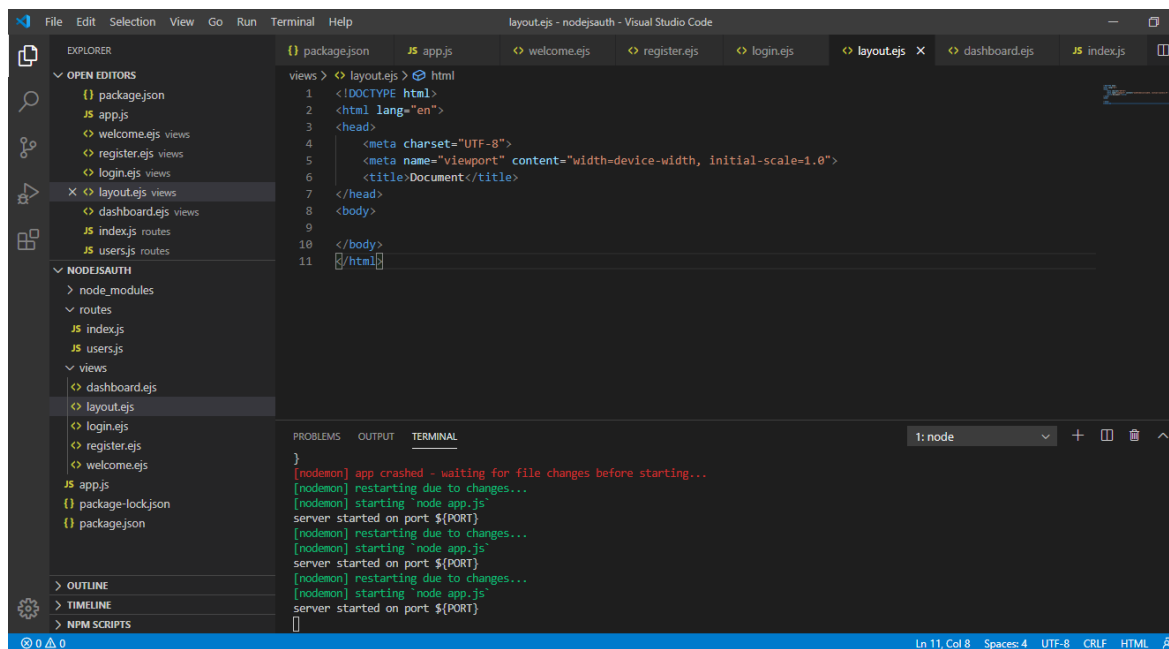 File Edit Selection View Go Run Terminal Help layout.ejs - nodejsauth - Visual Studio Code
EXPLORER
OPEN EDITORS
{} package.json
JS app.js
<> welcome.ejs views
<> register.ejs views
<> login.ejs views
<> layout.ejs views
<> dashboard.ejs views
JS index.js routes
JS users.js routes
NODEJSAUTH
node_modules
routes
JS index.js
JS users.js
views
<> dashboard.ejs
<> layout.ejs
<> login.ejs
<> register.ejs
<> welcome.ejs
JS app.js
{} package-lock.json
{} package.json
OUTLINE
TIMELINE
NPM SCRIPTS
{} package.json JS app.js <> welcome.ejs <> register.ejs <> login.ejs <> layout.ejs <> dashboard.ejs JS index.js
views > <> layout.ejs > html
1 <!DOCTYPE html>
2 <html lang="en">
3 <head>
4 <meta charset="UTF-8">
5 <meta name="viewport" content="width=device-width, initial-scale=1.0">
6 <title>Document</title>
7 </head>
8 <body>
9
10 </body>
11 </html>
PROBLEMS OUTPUT TERMINAL 1: node
}
[nodemon] app crashed - waiting for file changes before starting...
[nodemon] restarting due to changes...
[nodemon] starting `node app.js`
server started on port ${PORT}
[nodemon] restarting due to changes...
[nodemon] starting `node app.js`
server started on port ${PORT}
[nodemon] restarting due to changes...
[nodemon] starting `node app.js`
server started on port ${PORT}
0 0 Ln 11, Col 8 Spaces: 4 UTF-8 CRLF HTML